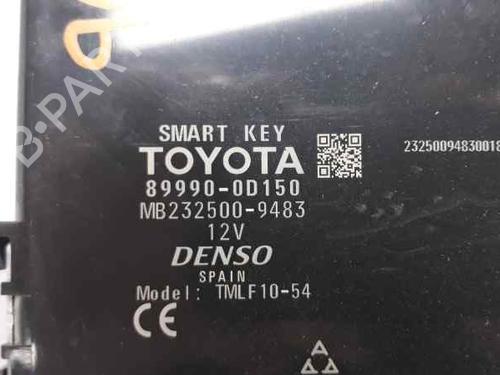 SMART KEY
TOYOTA
89990-0D150
MB232500-9483
12V
DENSO
SPAIN
Model: TMLF10-54
CE
23250094830018